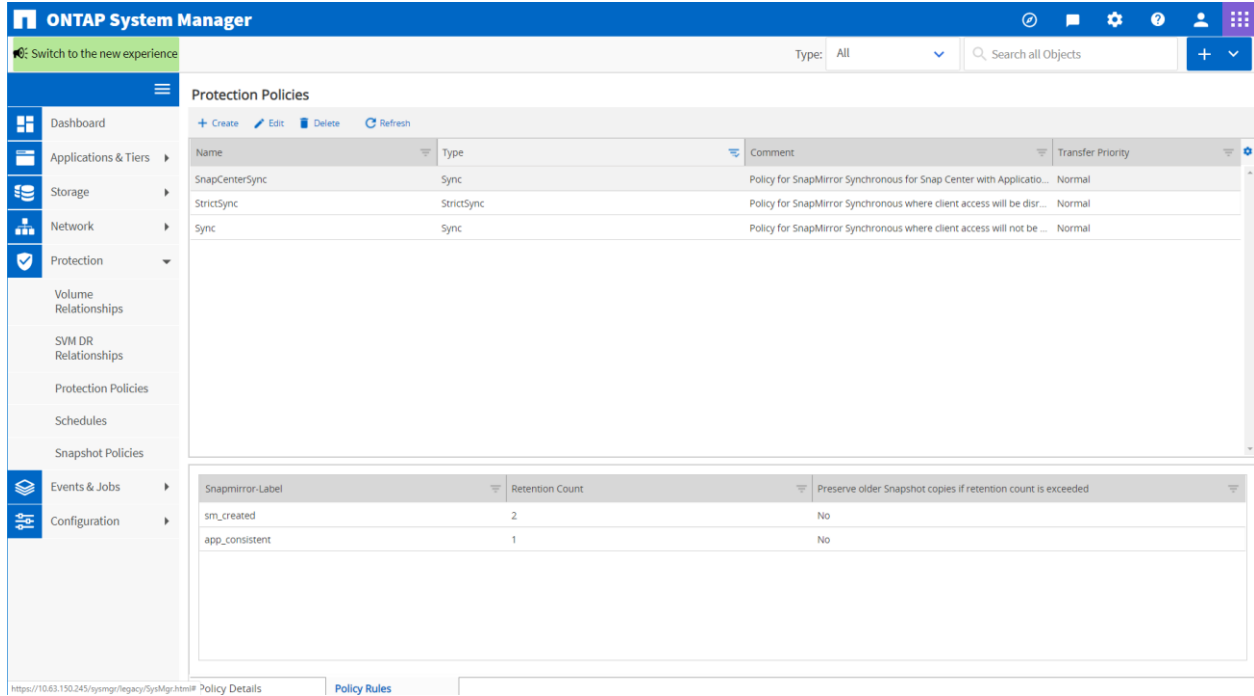 ONTAP System Manager
Switch to the new experience
Type: All
Search all Objects
Protection Policies
Dashboard
Create Edit Delete Refresh
Applications & Tiers
Name Type Comment Transfer Priority
SnapCenterSync Sync Policy for SnapMirror Synchronous for Snap Center with Applicatio... Normal
Storage
StrictSync StrictSync Policy for SnapMirror Synchronous where client access will be disr... Normal
Network
Sync Sync Policy for SnapMirror Synchronous where client access will not be ... Normal
Protection
Volume
Relationships
SVM DR
Relationships
Protection Policies
Schedules
Snapshot Policies
Events & Jobs
Snapmirror-Label Retention Count Preserve older Snapshot copies if retention count is exceeded
sm_created 2 No
Configuration
app_consistent 1 No
https://10.63.150.245/sysmgr/legacy/SysMgr.html# Policy Details Policy Rules